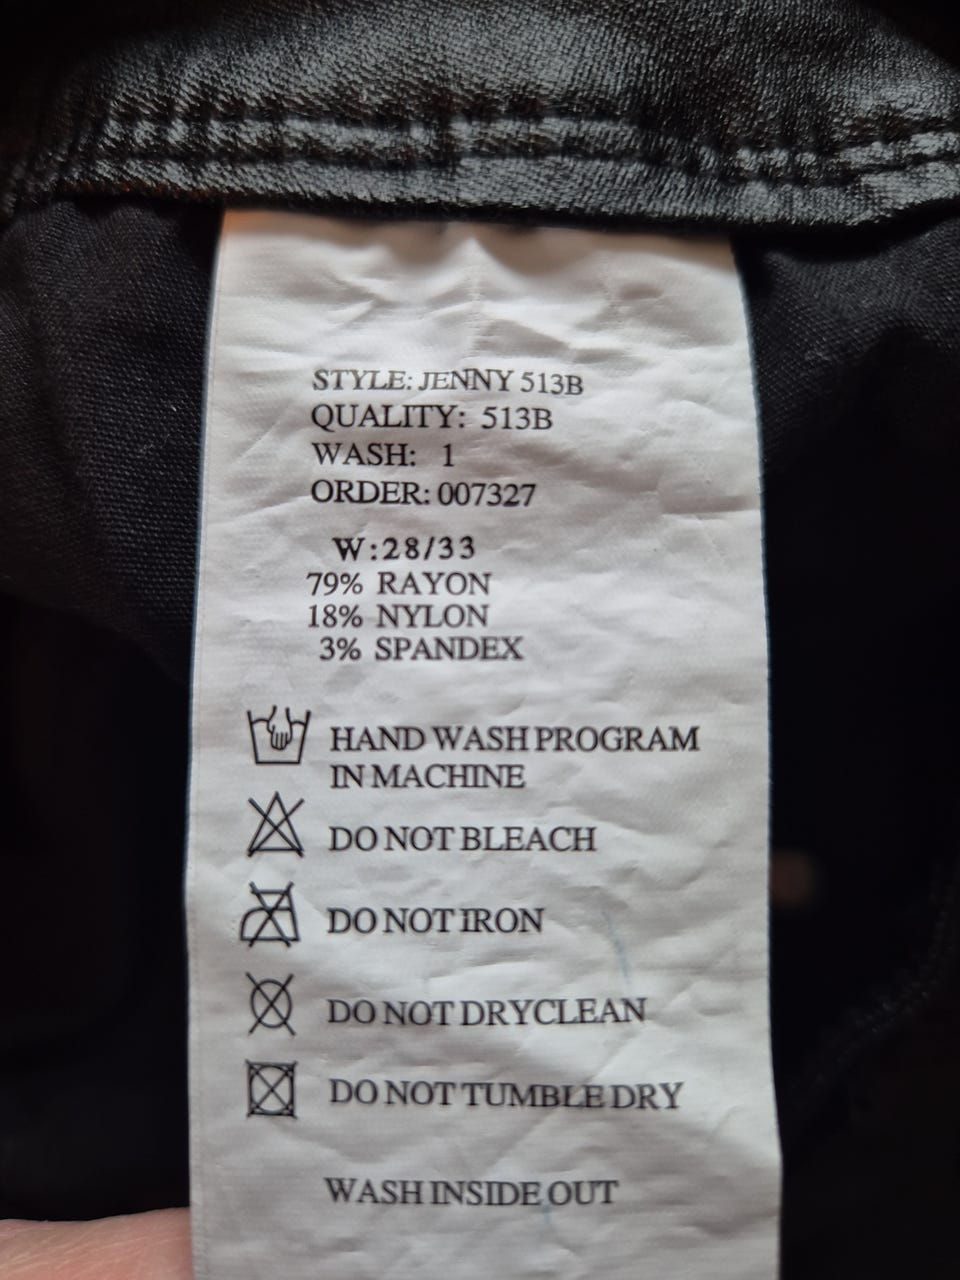 STYLE: JENNY 513B
QUALITY: 513B
WASH: 1
ORDER: 007327
W:28/33
79% RAYON
18% NYLON
3% SPANDEX
HAND WASH PROGRAM
IN MACHINE
DO NOT BLEACH
DO NOT IRON
DO NOT DRYCLEAN
DO NOT TUMBLE DRY
WASH INSIDE OUT